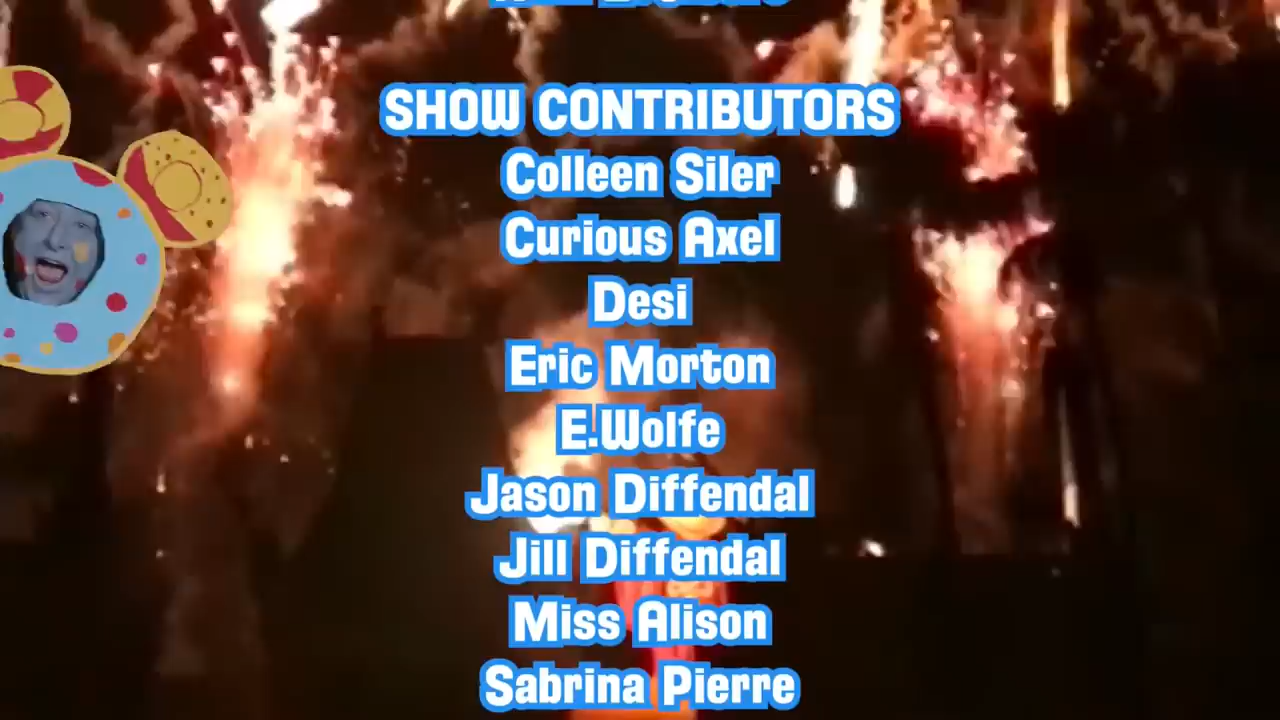 SHOW CONTRIBUTORS
Colleen Siler
Curious Axel
Desi
Eric Morton
E.Wolfe
Jason Diffendal
Jill Diffendal
Miss Alison
Sabrina Pierre